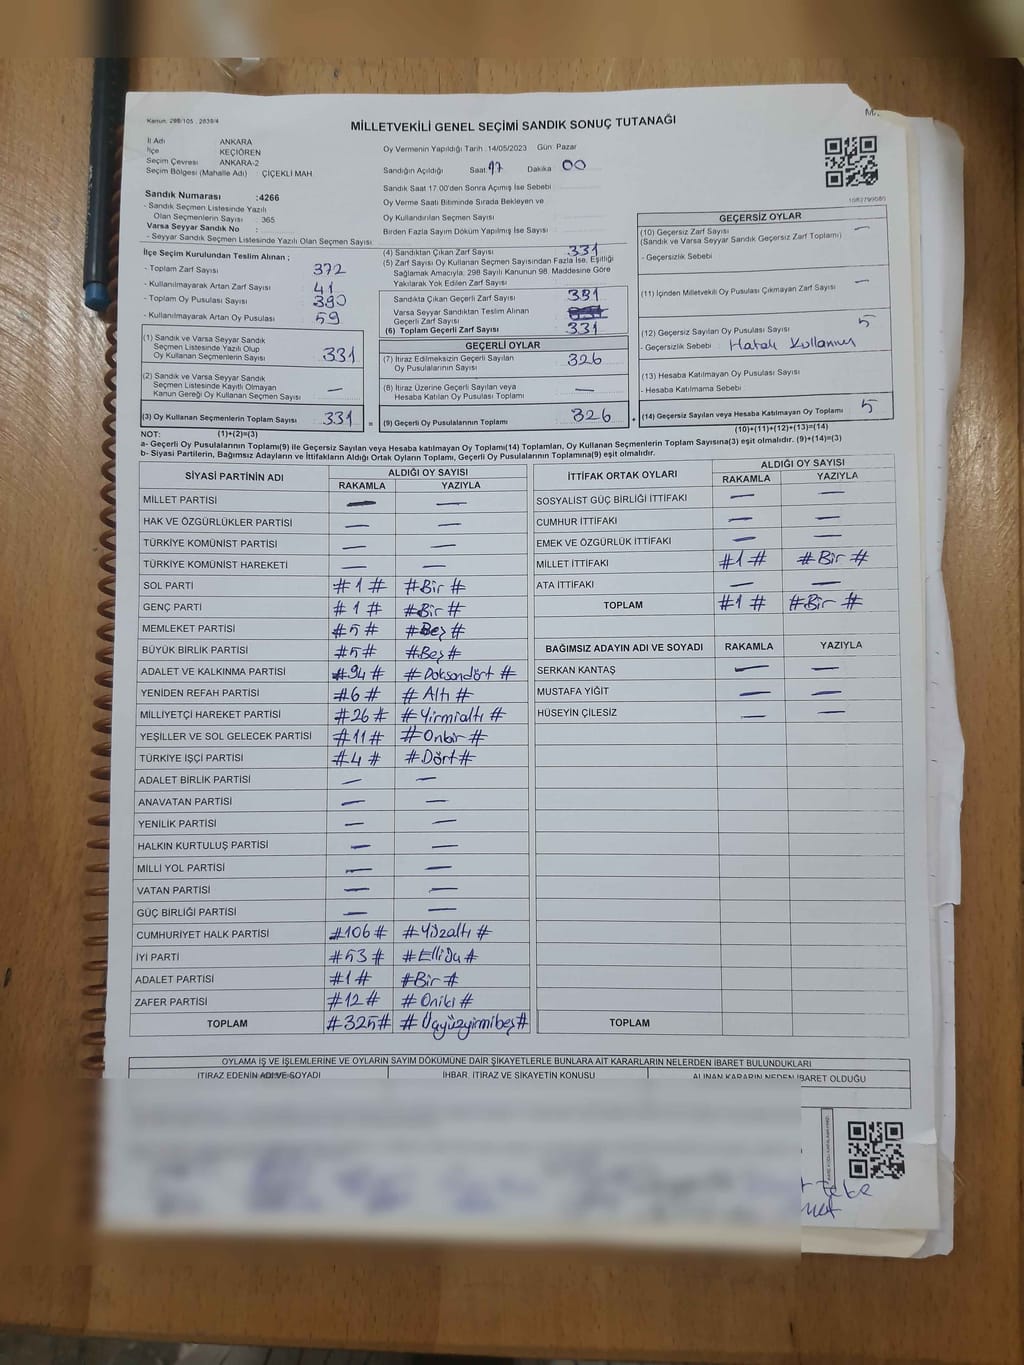 Kanun: 298/105 , 2839/4
MİLLETVEKİLİ GENEL SEÇİMİ SANDIK SONUÇ TUTANAĞI
İl Adı ANKARA
İlçe KEÇİÖREN
Seçim Çevresi ANKARA-2
Seçim Bölgesi (Mahalle Adı) : ÇİÇEKLİ MAH.
Oy Vermenin Yapıldığı Tarih :14/05/2023 Gün: Pazar
Sandığın Açıldığı Saat: 17 Dakika: 00
Sandık Saat 17.00'den Sonra Açımış İse Sebebi :
Oy Verme Saati Bitiminde Sırada Bekleyen ve
Oy Kullandırılan Seçmen Sayısı
Birden Fazla Sayım Döküm Yapılmış İse Sayısı :
Sandık Numarası :4266
- Sandık Seçmen Listesinde Yazılı
Olan Seçmenlerin Sayısı : 365
Varsa Seyyar Sandık No :
- Seyyar Sandık Seçmen Listesinde Yazılı Olan Seçmen Sayısı:
İlçe Seçim Kurulundan Teslim Alınan ;
- Toplam Zarf Sayısı 372
- Kullanılmayarak Artan Zarf Sayısı 41
- Toplam Oy Pusulası Sayısı 390
- Kullanılmayarak Artan Oy Pusulası 59
(1) Sandık ve Varsa Seyyar Sandık
Seçmen Listesinde Yazılı Olup
Oy Kullanan Seçmenlerin Sayısı 331
(2) Sandık ve Varsa Seyyar Sandık
Seçmen Listesinde Kayıtlı Olmayan
Kanun Gereği Oy Kullanan Seçmen Sayısı —
(3) Oy Kullanan Seçmenlerin Toplam Sayısı 331
(4) Sandıktan Çıkan Zarf Sayısı 331
(5) Zarf Sayısı Oy Kullanan Seçmen Sayısından Fazla İse, Eşitliği
Sağlamak Amacıyla, 298 Sayılı Kanunun 98. Maddesine Göre
Yakılarak Yok Edilen Zarf Sayısı
Sandıkta Çıkan Geçerli Zarf Sayısı 331
Varsa Seyyar Sandıktan Teslim Alınan
Geçerli Zarf Sayısı
(6) Toplam Geçerli Zarf Sayısı 331
GEÇERLİ OYLAR
(7) İtiraz Edilmeksizin Geçerli Sayılan
Oy Pusulalarının Sayısı 326
(8) İtiraz Üzerine Geçerli Sayılan veya
Hesaba Katılan Oy Pusulası Toplamı —
= (9) Geçerli Oy Pusulalarının Toplamı 326
1082799080
GEÇERSİZ OYLAR
(10) Geçersiz Zarf Sayısı —
(Sandık ve Varsa Seyyar Sandık Geçersiz Zarf Toplamı)
- Geçersizlik Sebebi
(11) İçinden Milletvekili Oy Pusulası Çıkmayan Zarf Sayısı —
(12) Geçersiz Sayılan Oy Pusulası Sayısı 5
- Geçersizlik Sebebi : Hatalı Kullanım
(13) Hesaba Katılmayan Oy Pusulası Sayısı
- Hesaba Katılmama Sebebi
+ (14) Geçersiz Sayılan veya Hesaba Katılmayan Oy Toplamı 5
NOT: (1)+(2)=(3) (10)+(11)+(12)+(13)=(14)
a- Geçerli Oy Pusulalarının Toplamı(9) ile Geçersiz Sayılan veya Hesaba katılmayan Oy Toplamı(14) Toplamları, Oy Kullanan Seçmenlerin Toplam Sayısına(3) eşit olmalıdır. (9)+(14)=(3)
b- Siyasi Partilerin, Bağımsız Adayların ve İttifakların Aldığı Ortak Oyların Toplamı, Geçerli Oy Pusulalarının Toplamına(9) eşit olmalıdır.
SİYASİ PARTİNİN ADI ALDIĞI OY SAYISI
RAKAMLA YAZIYLA
MİLLET PARTİSİ — —
HAK VE ÖZGÜRLÜKLER PARTİSİ — —
TÜRKİYE KOMÜNİST PARTİSİ — —
TÜRKİYE KOMÜNİST HAREKETİ — —
SOL PARTİ #1# #Bir#
GENÇ PARTİ #1# #Bir#
MEMLEKET PARTİSİ #5# #Beş#
BÜYÜK BİRLİK PARTİSİ #5# #Beş#
ADALET VE KALKINMA PARTİSİ #94# #Doksandört#
YENİDEN REFAH PARTİSİ #6# #Altı#
MİLLİYETÇİ HAREKET PARTİSİ #26# #Yirmialtı#
YEŞİLLER VE SOL GELECEK PARTİSİ #11# #Onbir#
TÜRKİYE İŞÇİ PARTİSİ #4# #Dört#
ADALET BİRLİK PARTİSİ — —
ANAVATAN PARTİSİ — —
YENİLİK PARTİSİ — —
HALKIN KURTULUŞ PARTİSİ — —
MİLLİ YOL PARTİSİ — —
VATAN PARTİSİ — —
GÜÇ BİRLİĞİ PARTİSİ — —
CUMHURİYET HALK PARTİSİ #106# #Yüzaltı#
İYİ PARTİ #53#
ADALET PARTİSİ #1# #Bir#
ZAFER PARTİSİ #12# #Oniki#
TOPLAM #325# #Üçyüzyirmibeş#
İTTİFAK ORTAK OYLARI ALDIĞI OY SAYISI
RAKAMLA YAZIYLA
SOSYALİST GÜÇ BİRLİĞİ İTTİFAKI — —
CUMHUR İTTİFAKI — —
EMEK VE ÖZGÜRLÜK İTTİFAKI — —
MİLLET İTTİFAKI #1# #Bir#
ATA İTTİFAKI — —
TOPLAM #1# #Bir#
BAĞIMSIZ ADAYIN ADI VE SOYADI RAKAMLA YAZIYLA
SERKAN KANTAŞ — —
MUSTAFA YİĞİT — —
HÜSEYİN ÇİLESİZ — —
TOPLAM
OYLAMA İŞ VE İŞLEMLERİNE VE OYLARIN SAYIM DÖKÜMÜNE DAİR ŞİKAYETLERLE BUNLARA AİT KARARLARIN NELERDEN İBARET BULUNDUKLARI
İTİRAZ EDENİN ADI VE SOYADI İHBAR, İTİRAZ VE ŞİKAYETİN KONUSU ALINAN KARARIN NEDEN İBARET OLDUĞU